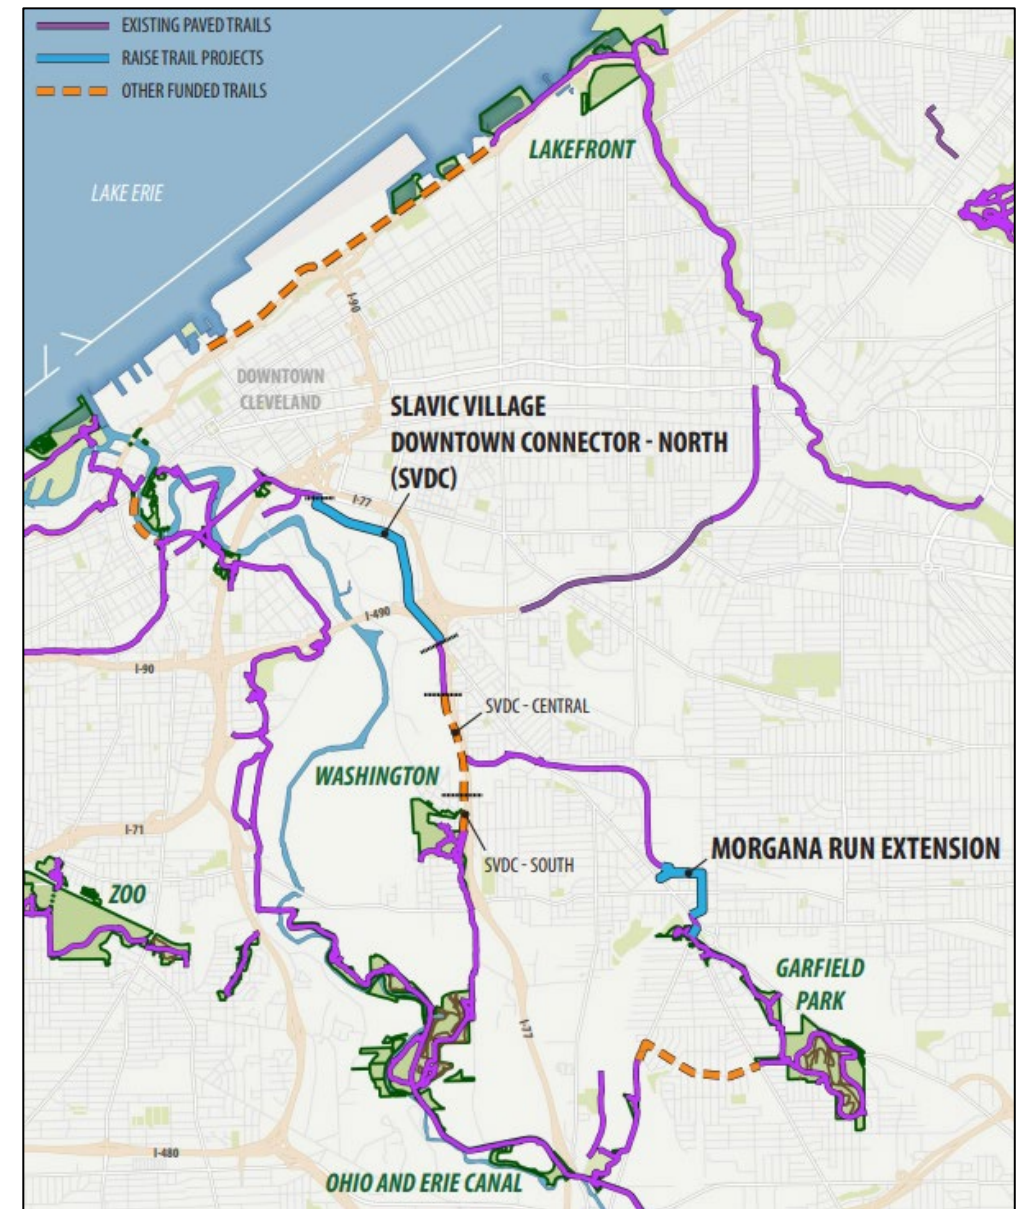 EXISTING PAVED TRAILS
RAISE TRAIL PROJECTS
OTHER FUNDED TRAILS
LAKEFRONT
LAKE ERIE
I-90
DOWNTOWN
CLEVELAND
SLAVIC VILLAGE
DOWNTOWN CONNECTOR - NORTH
(SVDC)
I-77
I-490
I-90
SVDC - CENTRAL
WASHINGTON
I-71
SVDC - SOUTH
MORGANA RUN EXTENSION
ZOO
GARFIELD
PARK
I-77
I-480
OHIO AND ERIE CANAL